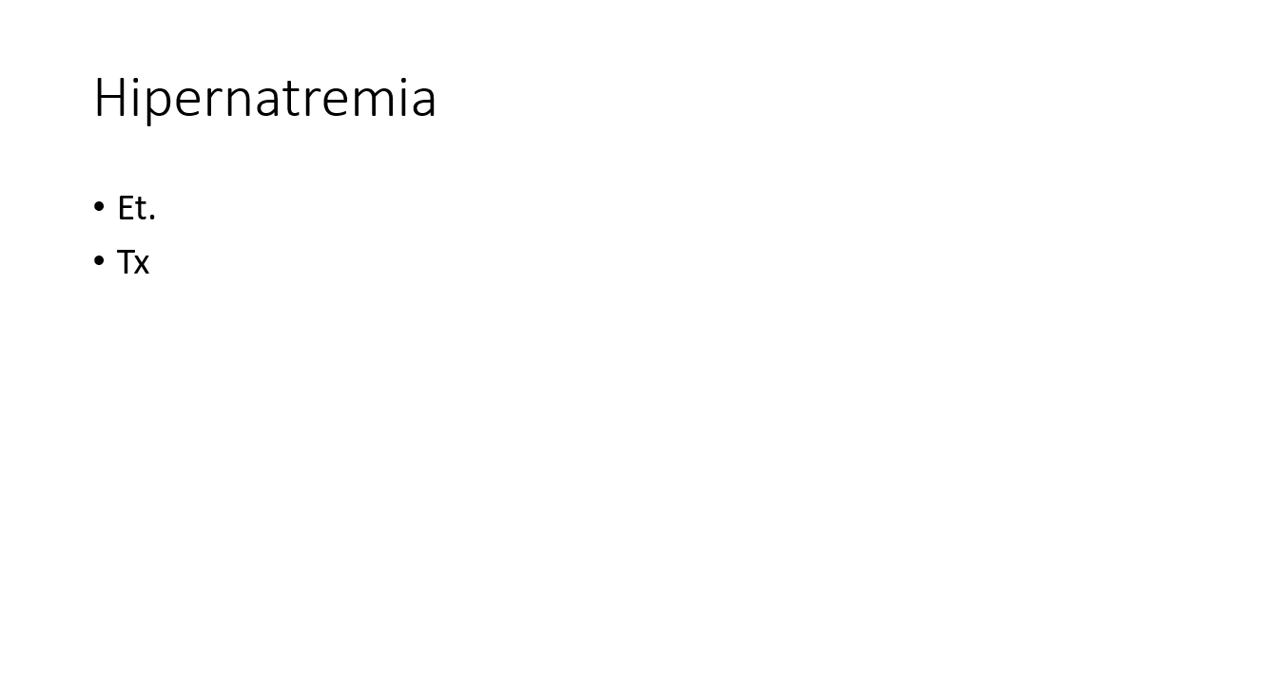 Hipernatremia
• Et.
• Tx